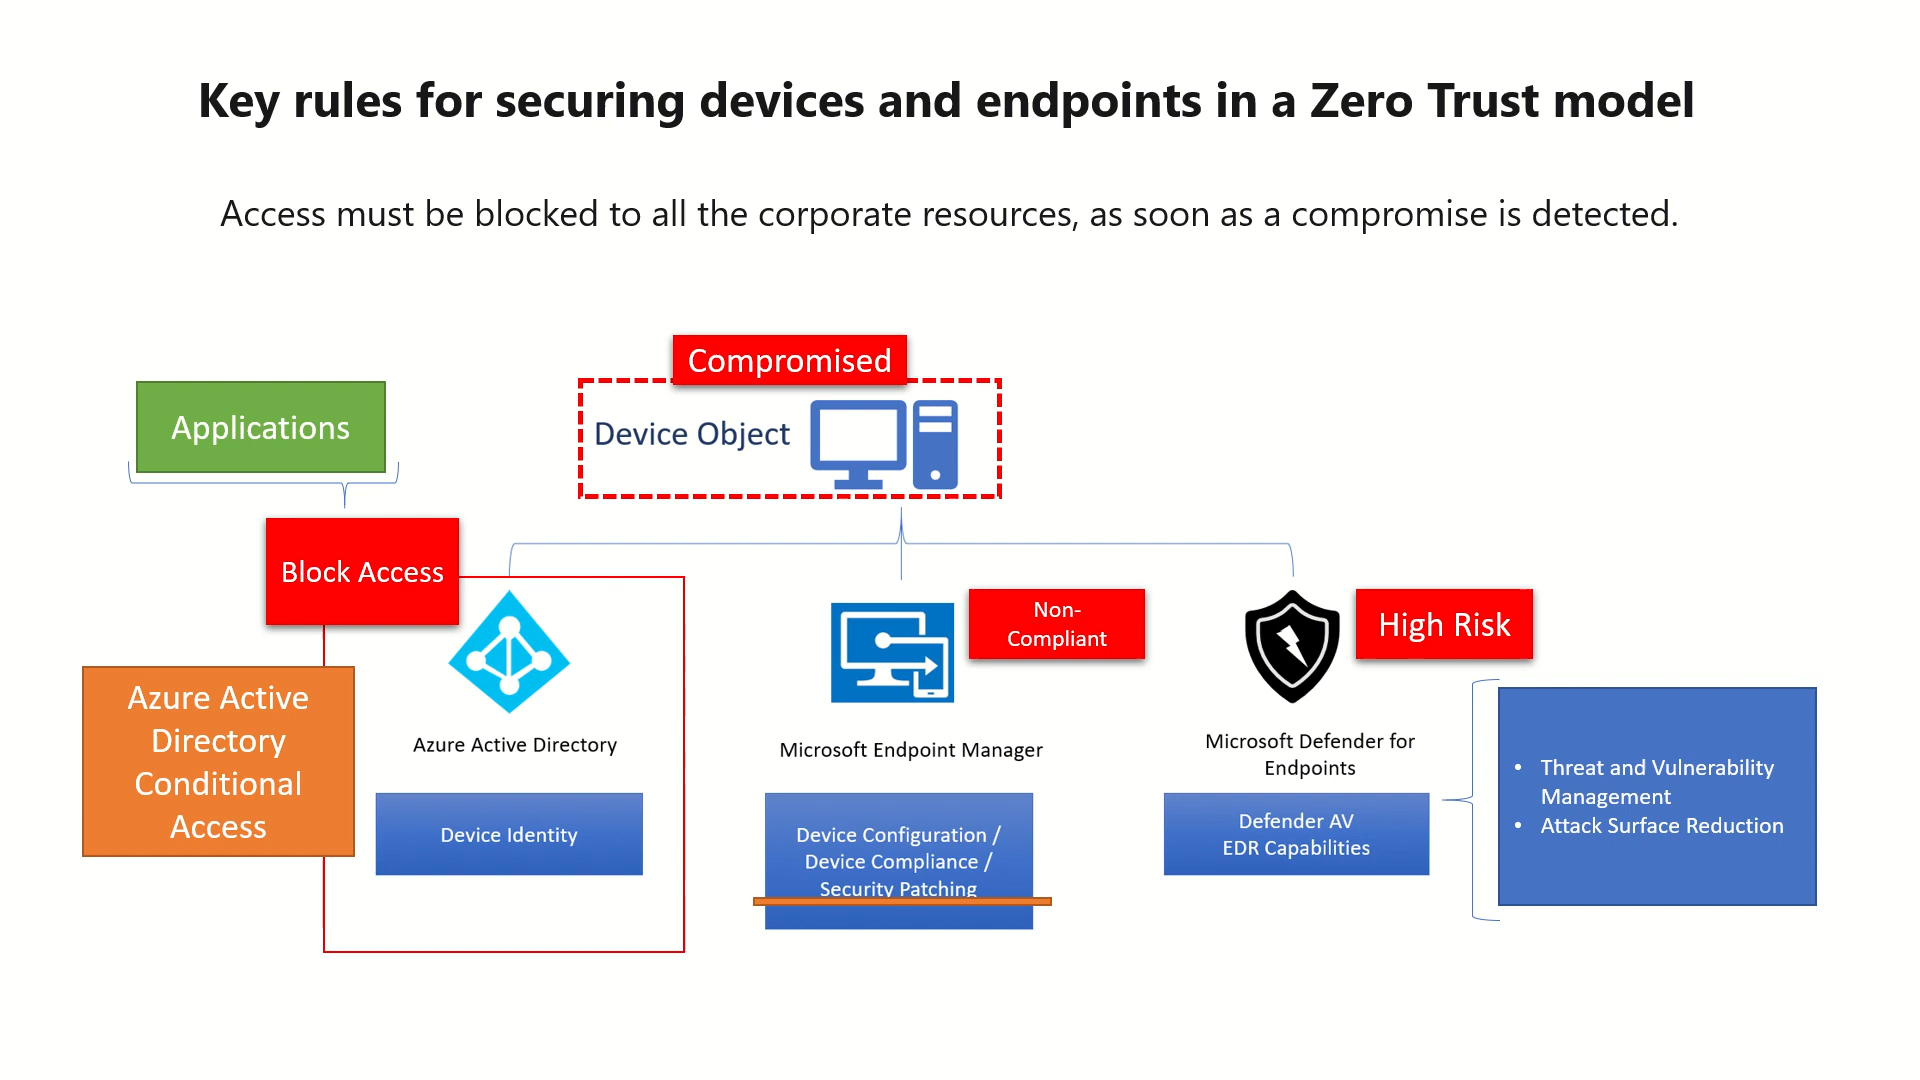 Key rules for securing devices and endpoints in a Zero Trust model
Access must be blocked to all the corporate resources, as soon as a compromise is detected.
Compromised
Applications
Device Object
Block Access
Non-
Compliant
High Risk
Azure Active
Directory
Conditional
Access
Azure Active Directory
Microsoft Endpoint Manager
Microsoft Defender for
Endpoints
Device Identity
Device Configuration /
Device Compliance /
Security Patching
Defender AV
EDR Capabilities
• Threat and Vulnerability
Management
• Attack Surface Reduction